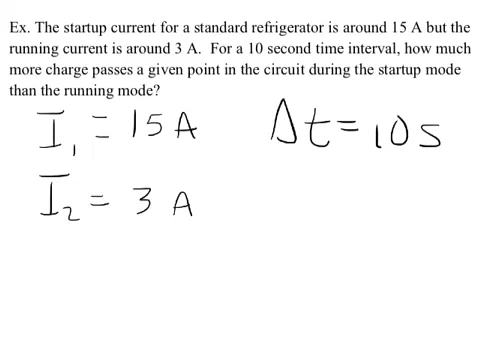 Ex. The startup current for a standard refrigerator is around 15 A but the
running current is around 3 A. For a 10 second time interval, how much
more charge passes a given point in the circuit during the startup mode
than the running mode?
I₁ = 15 A Δt = 10 s
I₂ = 3 A